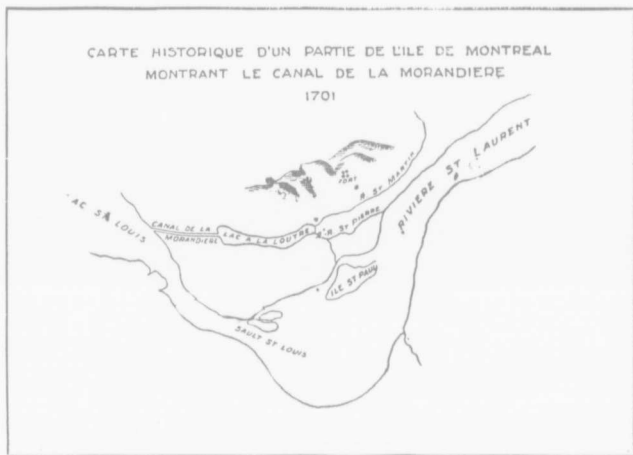 CARTE HISTORIQUE D'UN PARTIE DE L'ILE DE MONTREAL
MONTRANT LE CANAL DE LA MORANDIERE
1701
FORT
R. ST MARTIN
RIVIERE ST LAURENT
LAC ST LOUIS
CANAL DE LA
MORANDIERE
LAC A LA LOUTRE
R. ST PIERRE
ILE ST PAUL
SAULT ST LOUIS